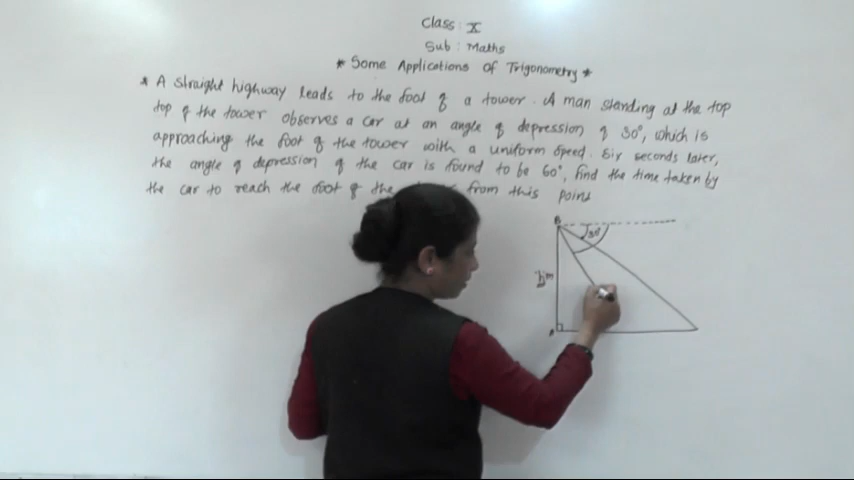 Class : X
Sub : Maths
* Some Applications Of Trigonometry *
* A straight highway leads to the foot of a tower. A man standing at the top
top of the tower observes a car at an angle of depression of 30°, which is
approaching the foot of the tower with a uniform speed. Six seconds later,
the angle of depression of the car is found to be 60°, find the time taken by
the car to reach the foot of the from this point
B
30°
A